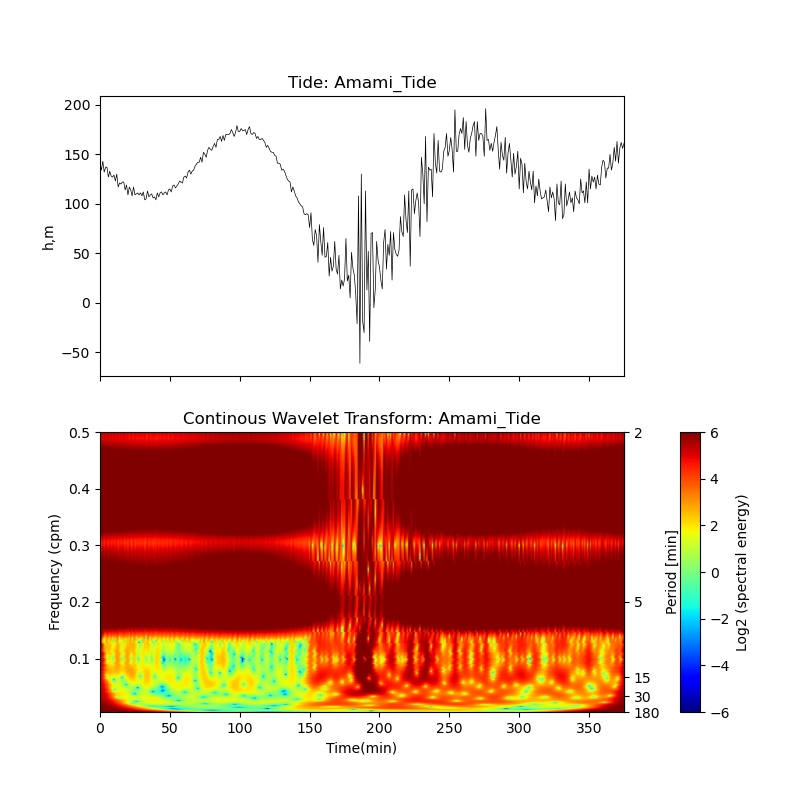 Tide: Amami_Tide
200
150
100
50
0
−50
h,m
Continous Wavelet Transform: Amami_Tide
0.5
0.4
0.3
0.2
0.1
Frequency (cpm)
0 50 100 150 200 250 300 350
Time(min)
2
5
15
30
180
Period [min]
6
4
2
0
−2
−4
−6
Log2 (spectral energy)